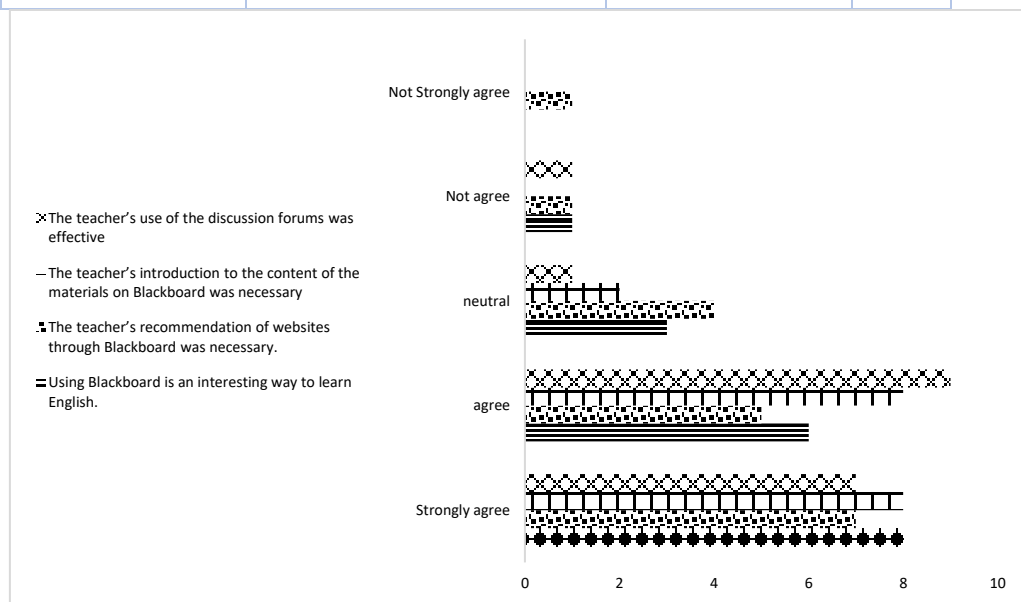 Not Strongly agree
Not agree
neutral
agree
Strongly agree
The teacher’s use of the discussion forums was
effective
The teacher’s introduction to the content of the
materials on Blackboard was necessary
The teacher’s recommendation of websites
through Blackboard was necessary.
Using Blackboard is an interesting way to learn
English.
0 2 4 6 8 10